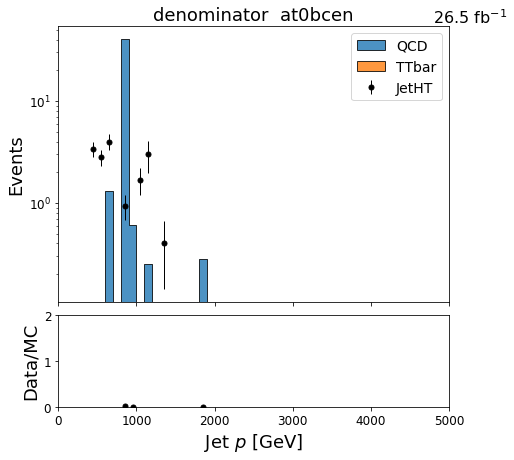 denominator  at0bcen
26.5 fb⁻¹
QCD
TTbar
JetHT
Events
10¹
10⁰
Data/MC
2
1
0
0 1000 2000 3000 4000 5000
Jet p [GeV]